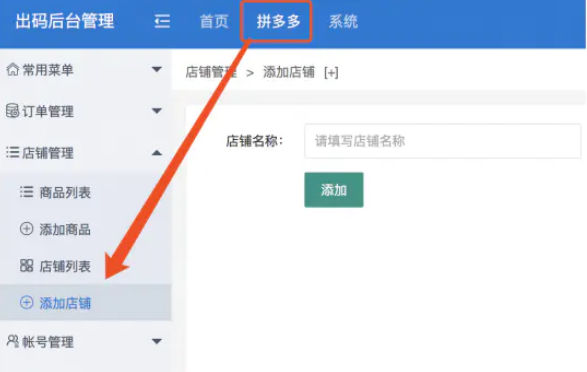 出码后台管理 首页 拼多多 系统
常用菜单
订单管理
店铺管理
商品列表
添加商品
店铺列表
添加店铺
帐号管理
店铺管理 > 添加店铺 [+]
店铺名称: 请填写店铺名称
添加